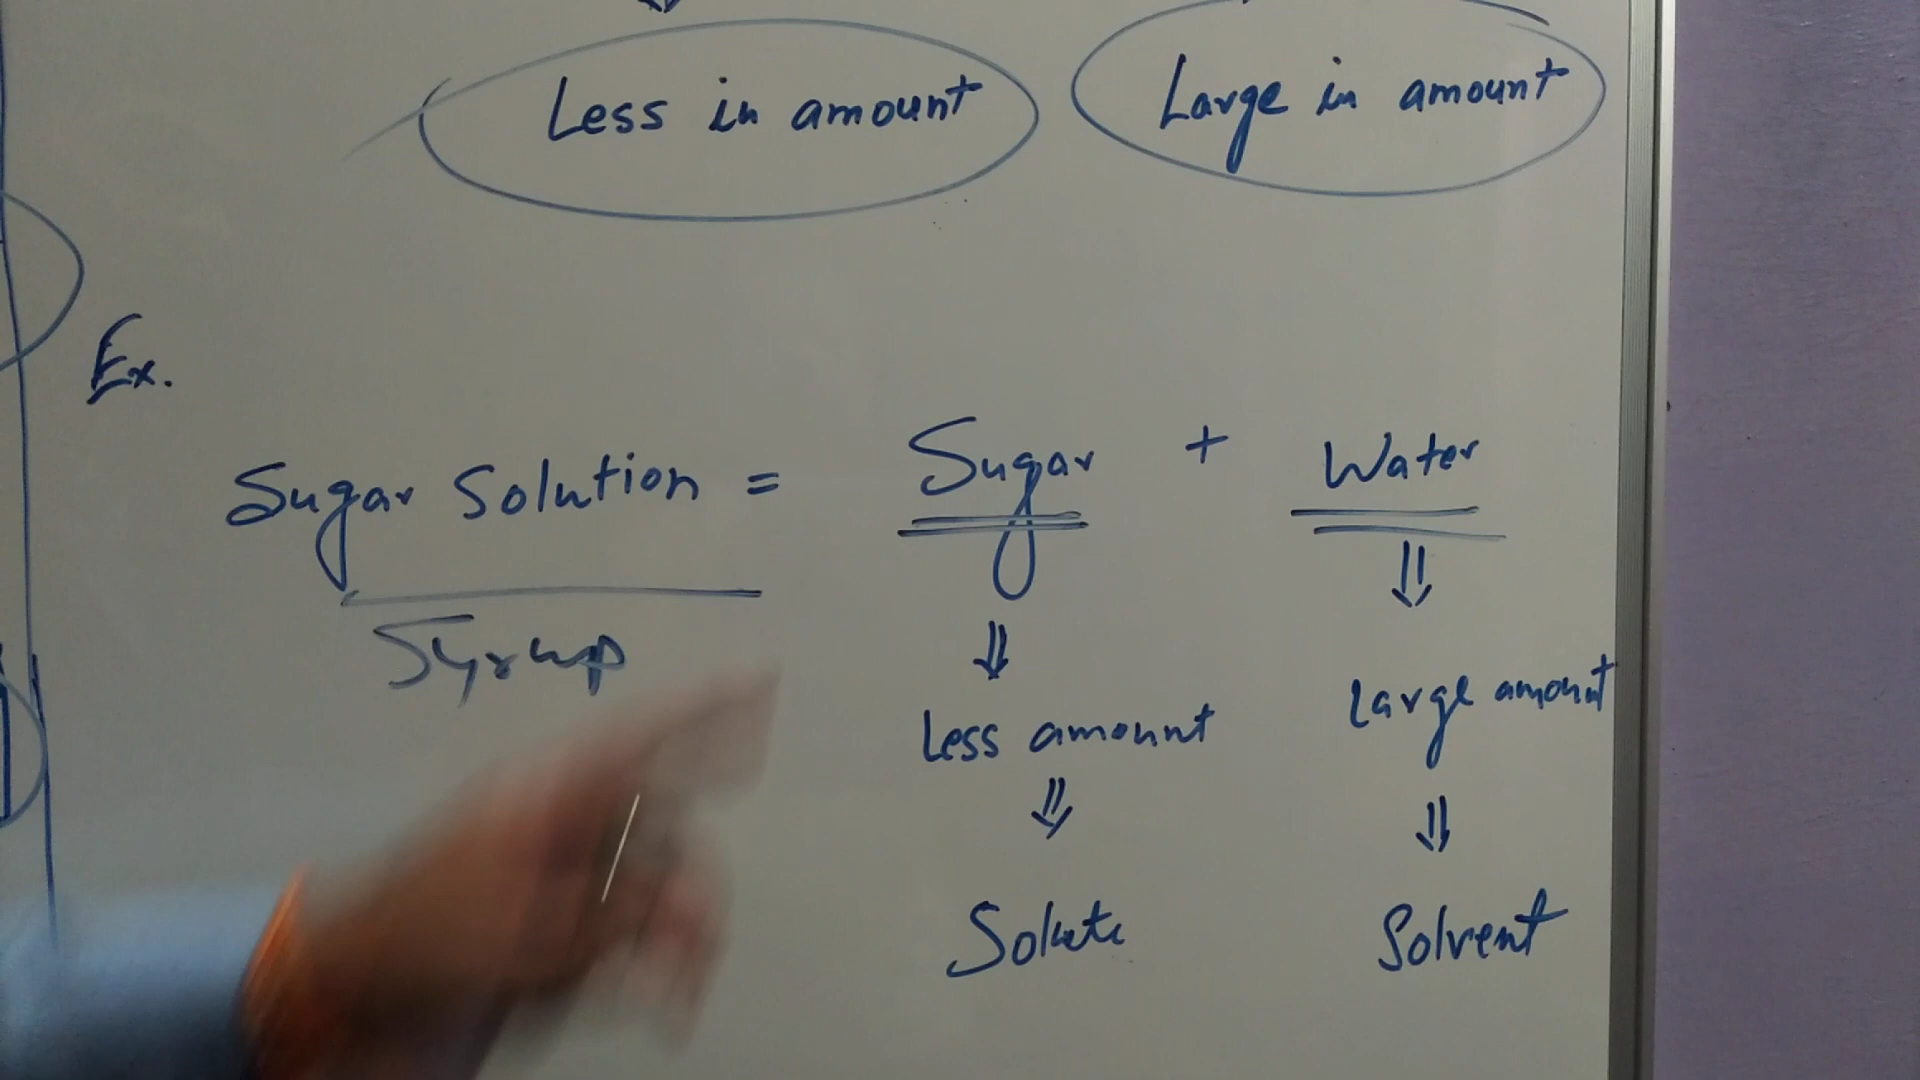 Less in amount Large in amount
Ex.
Sugar Solution = Sugar + Water
Syrup
Less amount Large amount
Solute Solvent